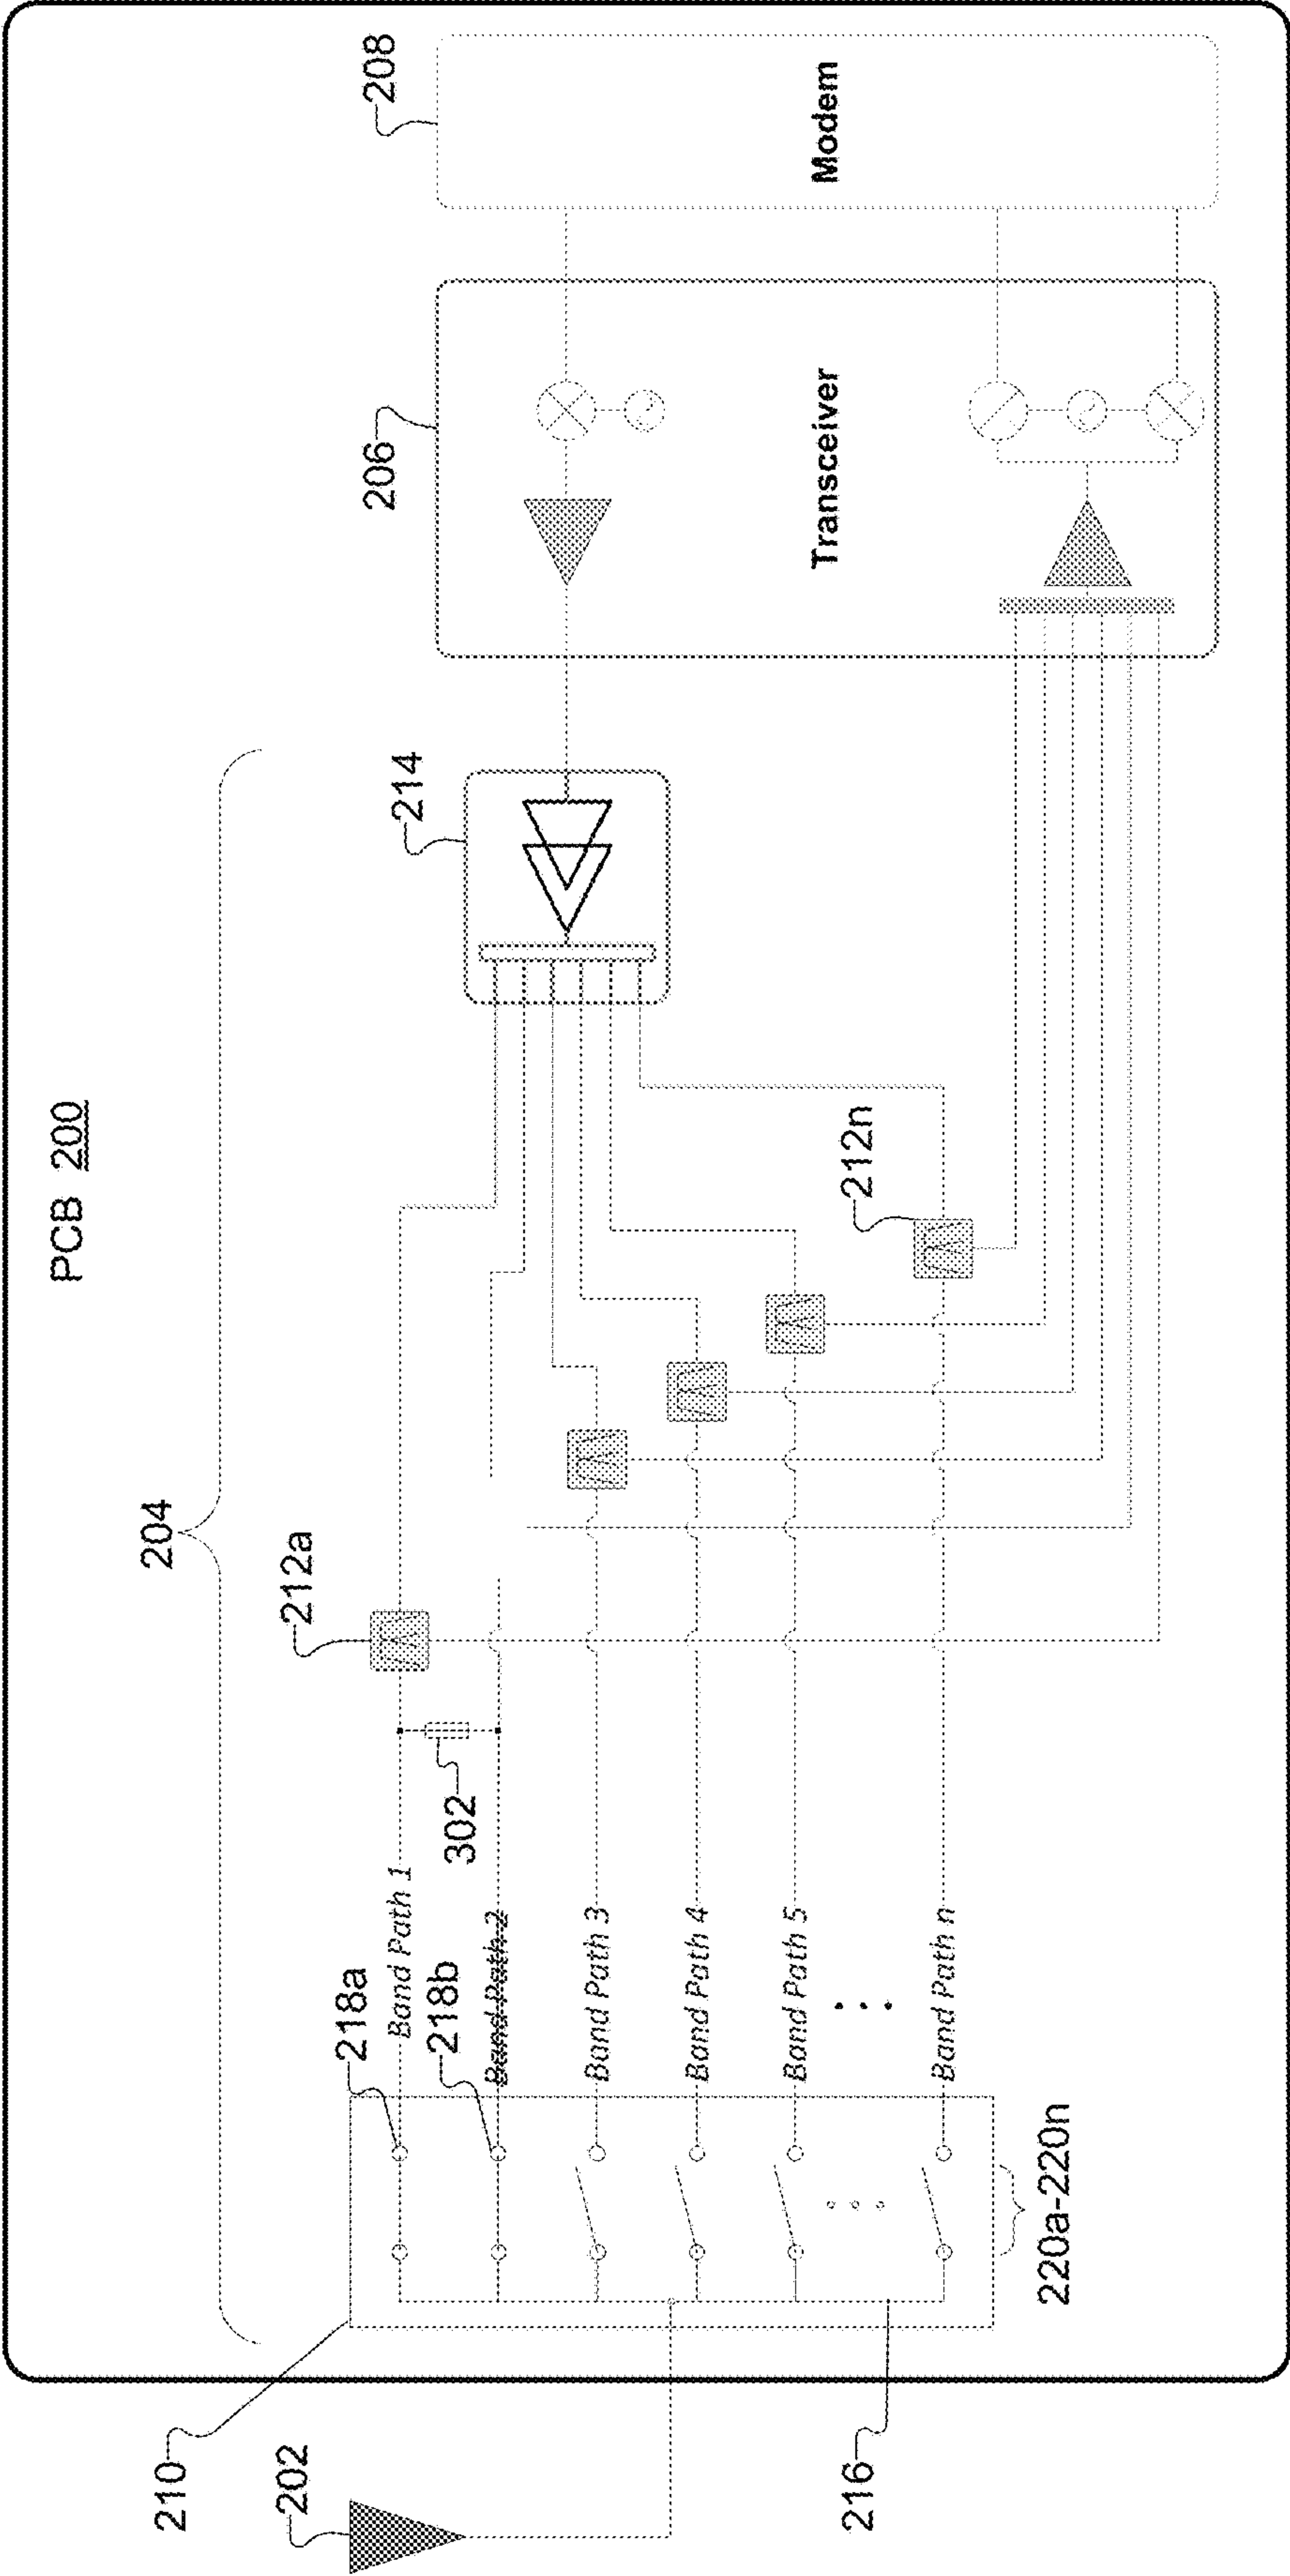 PCB 200
204
202
210
212a
218a
Band Path 1
302
218b
Band Path 2
Band Path 3
Band Path 4
Band Path 5
Band Path n
216
220a-220n
212n
214
206
Transceiver
208
Modem